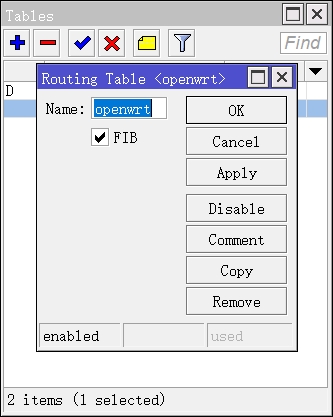 Tables
Find
D
Routing Table <openwrt>
Name: openwrt
FIB
OK
Cancel
Apply
Disable
Comment
Copy
Remove
enabled
used
2 items (1 selected)